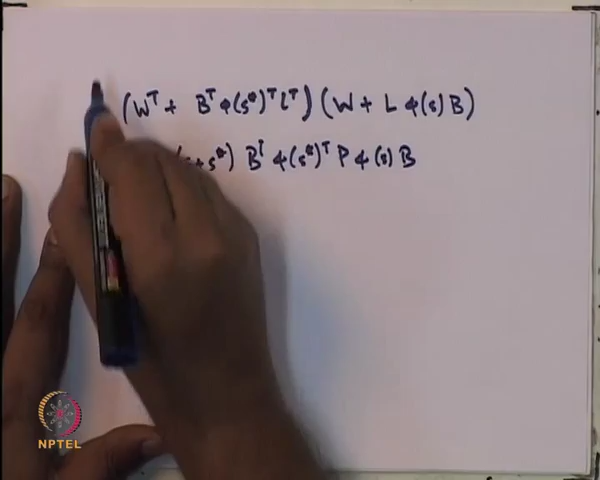 (Wᵀ + Bᵀ φ(s*)ᵀ Lᵀ) (W + L φ(s) B)
+ s*) Bᵀ φ(s*)ᵀ P φ(s) B
NPTEL